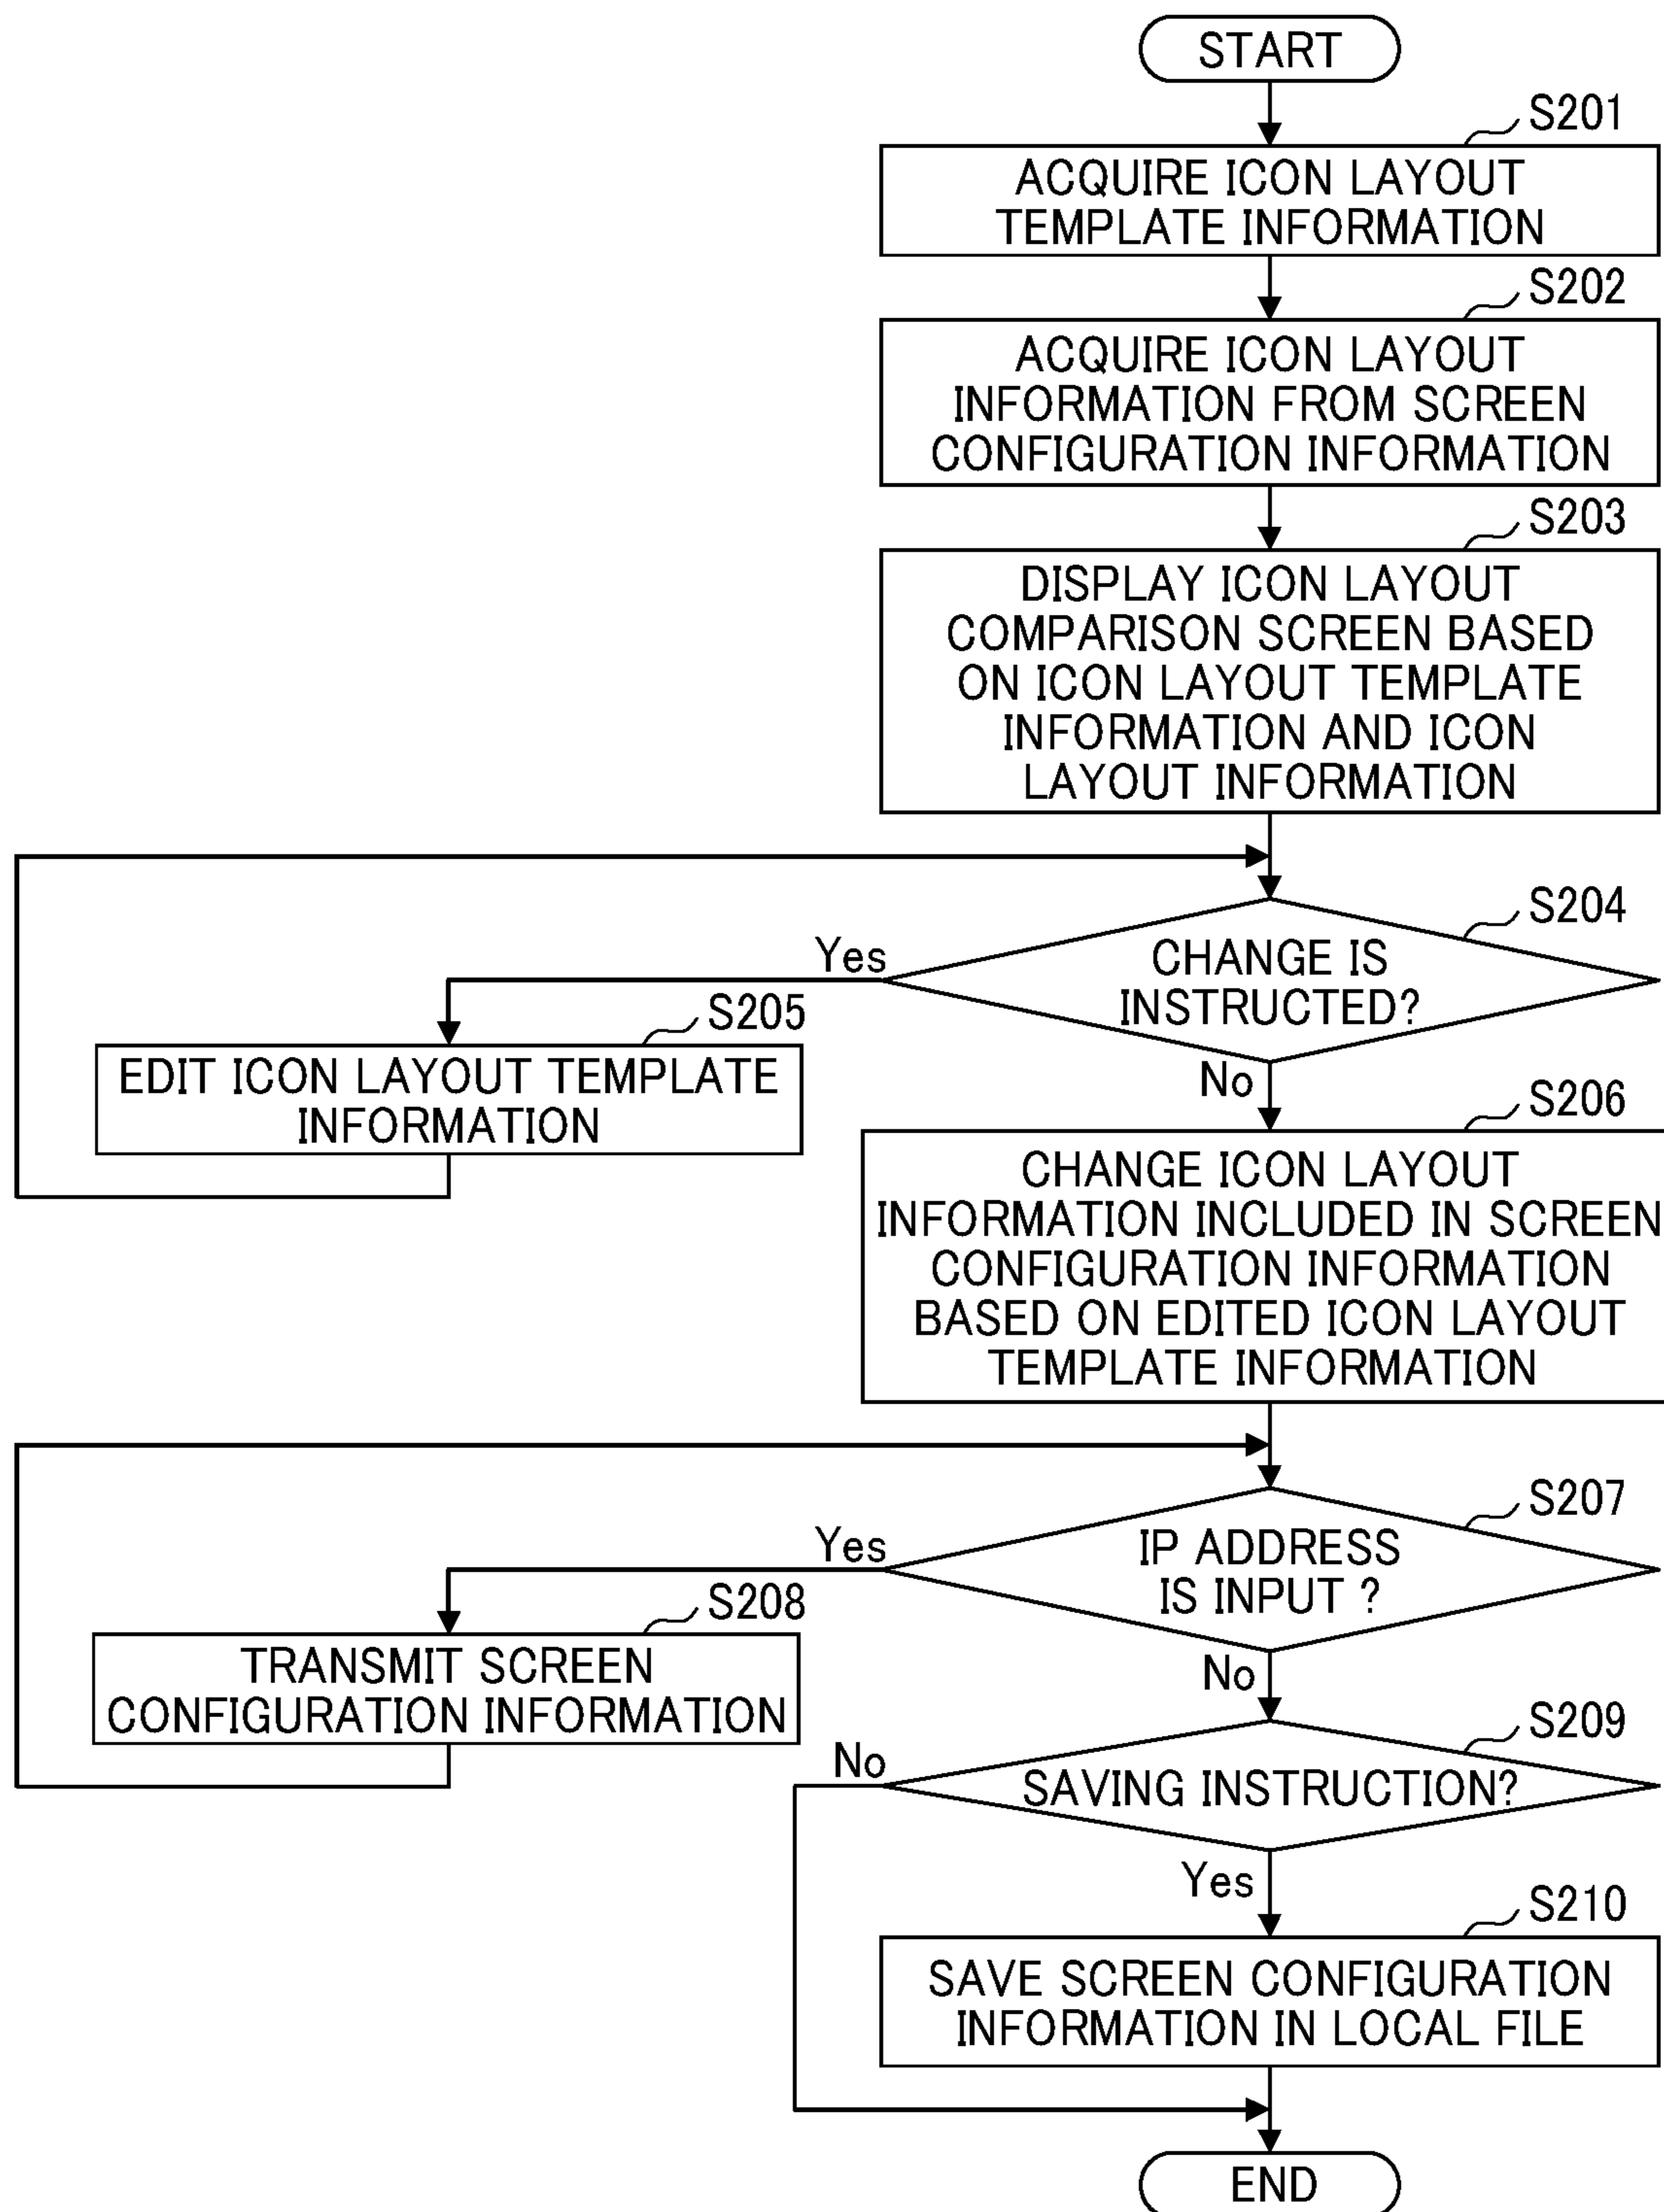 START
S201
ACQUIRE ICON LAYOUT
TEMPLATE INFORMATION
S202
ACQUIRE ICON LAYOUT
INFORMATION FROM SCREEN
CONFIGURATION INFORMATION
S203
DISPLAY ICON LAYOUT
COMPARISON SCREEN BASED
ON ICON LAYOUT TEMPLATE
INFORMATION AND ICON
LAYOUT INFORMATION
S204
CHANGE IS
INSTRUCTED?
Yes
S205
EDIT ICON LAYOUT TEMPLATE
INFORMATION
No
S206
CHANGE ICON LAYOUT
INFORMATION INCLUDED IN SCREEN
CONFIGURATION INFORMATION
BASED ON EDITED ICON LAYOUT
TEMPLATE INFORMATION
S207
IP ADDRESS
IS INPUT ?
Yes
S208
TRANSMIT SCREEN
CONFIGURATION INFORMATION
No
S209
SAVING INSTRUCTION?
No
Yes
S210
SAVE SCREEN CONFIGURATION
INFORMATION IN LOCAL FILE
END